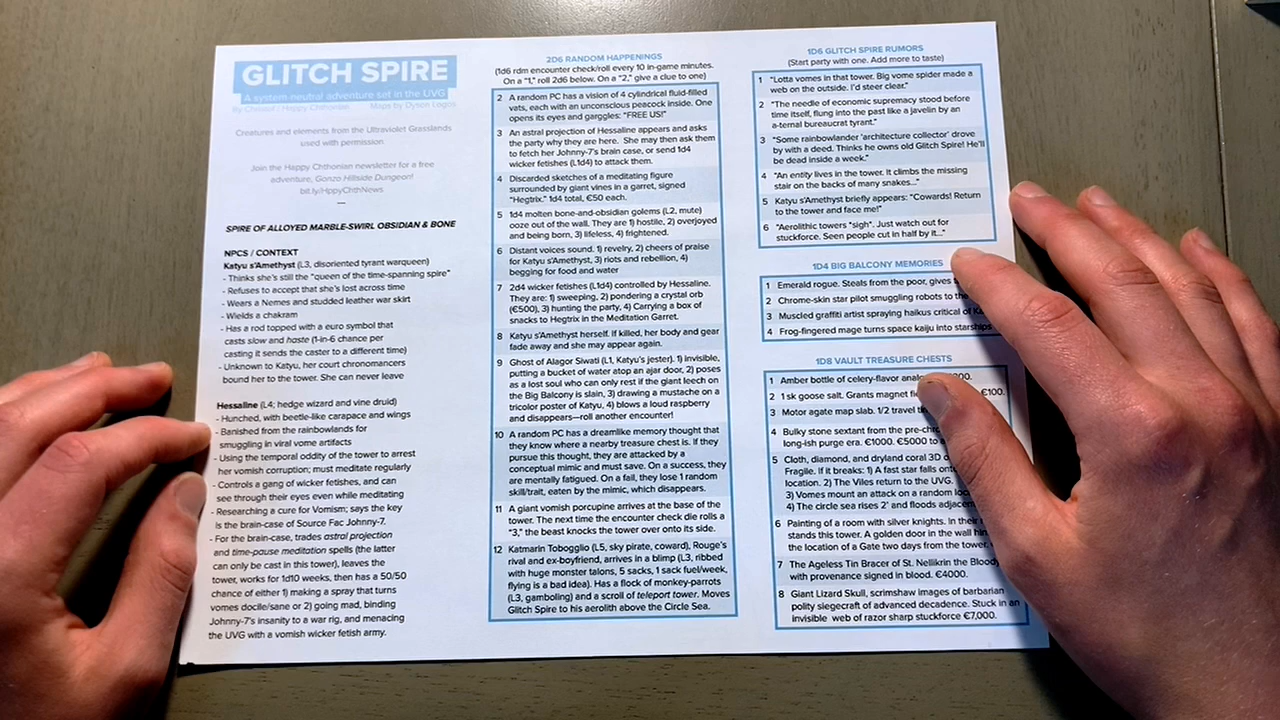 GLITCH SPIRE
A system-neutral adventure set in the UVG
Happy Chthonian Maps by Dyson Logos
Creatures and elements from the Ultraviolet Grasslands
used with permission
Join the Happy Chthonian newsletter for a free
adventure, Gonzo Hillside Dungeon!
bit.ly/HppyChthNews
—
SPIRE OF ALLOYED MARBLE-SWIRL OBSIDIAN & BONE
NPCS / CONTEXT
Katyu s'Amethyst (L3, disoriented tyrant warqueen)
- Thinks she's still the "queen of the time-spanning spire"
- Refuses to accept that she's lost across time
- Wears a Nemes and studded leather war skirt
- Wields a chakram
- Has a rod topped with a euro symbol that
casts slow and haste (1-in-6 chance per
casting it sends the caster to a different time)
- Unknown to Katyu, her court chronomancers
bound her to the tower. She can never leave
Hessaline (L4; hedge wizard and vine druid)
- Hunched, with beetle-like carapace and wings
- Banished from the rainbowlands for
smuggling in viral vome artifacts
- Using the temporal oddity of the tower to arrest
her vomish corruption; must meditate regularly
- Controls a gang of wicker fetishes, and can
see through their eyes even while meditating
- Researching a cure for Vomism; says the key
is the brain-case of Source Fac Johnny-7.
- For the brain-case, trades astral projection
and time-pause meditation spells (the latter
can only be cast in this tower), leaves the
tower, works for 1d10 weeks, then has a 50/50
chance of either 1) making a spray that turns
vomes docile/sane or 2) going mad, binding
Johnny-7's insanity to a war rig, and menacing
the UVG with a vomish wicker fetish army.
2D6 RANDOM HAPPENINGS
(1d6 rdm encounter check/roll every 10 in-game minutes.
On a "1," roll 2d6 below. On a "2," give a clue to one)
2 A random PC has a vision of 4 cylindrical fluid-filled
vats, each with an unconscious peacock inside. One
opens its eyes and garggles: "FREE US!"
3 An astral projection of Hessaline appears and asks
the party why they are here. She may then ask them
to fetch her Johnny-7's brain case, or send 1d4
wicker fetishes (L1d4) to attack them.
4 Discarded sketches of a meditating figure
surrounded by giant vines in a garret, signed
"Hegtrix." 1d4 total, €50 each.
5 1d4 molten bone-and-obsidian golems (L2, mute)
ooze out of the wall. They are 1) hostile, 2) overjoyed
and being born, 3) lifeless, 4) frightened.
6 Distant voices sound. 1) revelry, 2) cheers of praise
for Katyu s'Amethyst, 3) riots and rebellion, 4)
begging for food and water
7 2d4 wicker fetishes (L1d4) controlled by Hessaline.
They are: 1) sweeping, 2) pondering a crystal orb
(€500), 3) hunting the party, 4) Carrying a box of
snacks to Hegtrix in the Meditation Garret.
8 Katyu s'Amethyst herself. If killed, her body and gear
fade away and she may appear again.
9 Ghost of Alagor Siwati (L1, Katyu's jester). 1) invisible,
putting a bucket of water atop an ajar door, 2) poses
as a lost soul who can only rest if the giant leech on
the Big Balcony is slain, 3) drawing a mustache on a
tricolor poster of Katyu, 4) blows a loud raspberry
and disappears—roll another encounter!
10 A random PC has a dreamlike memory thought that
they know where a nearby treasure chest is. If they
pursue this thought, they are attacked by a
conceptual mimic and must save. On a success, they
are mentally fatigued. On a fail, they lose 1 random
skill/trait, eaten by the mimic, which disappears.
11 A giant vomish porcupine arrives at the base of the
tower. The next time the encounter check die rolls a
"3," the beast knocks the tower over onto its side.
12 Katmarin Tobogglio (L5, sky pirate, coward), Rouge's
rival and ex-boyfriend, arrives in a blimp (L3, ribbed
with huge monster talons, 5 sacks, 1 sack fuel/week,
flying is a bad idea). Has a flock of monkey-parrots
(L3, gamboling) and a scroll of teleport tower. Moves
Glitch Spire to his aerolith above the Circle Sea.
1D6 GLITCH SPIRE RUMORS
(Start party with one. Add more to taste)
1 "Lotta vomes in that tower. Big vome spider made a
web on the outside. I'd steer clear."
2 "The needle of economic supremacy stood before
time itself, flung into the past like a javelin by an
a-ternal bureaucrat tyrant."
3 "Some rainbowlander 'architecture collector' drove
by with a deed. Thinks he owns old Glitch Spire! He'll
be dead inside a week."
4 "An entity lives in the tower. It climbs the missing
stair on the backs of many snakes..."
5 Katyu s'Amethyst briefly appears: "Cowards! Return
to the tower and face me!"
6 "Aerolithic towers *sigh*. Just watch out for
stuckforce. Seen people cut in half by it..."
1D4 BIG BALCONY MEMORIES
1 Emerald rogue. Steals from the poor, gives
2 Chrome-skin star pilot smuggling robots to the
3 Muscled graffiti artist spraying haikus critical of
4 Frog-fingered mage turns space kaiju into starships
1D8 VAULT TREASURE CHESTS
1 Amber bottle of celery-flavor
2 1 sk goose salt. Grants magnet €100.
3 Motor agate map slab. 1/2 travel
4 Bulky stone sextant from the
long-ish purge era. €1000. €5000 to
5 Cloth, diamond, and dryland coral 3D
Fragile. If it breaks: 1) A fast star falls
location. 2) The Viles return to the UVG.
3) Vomes mount an attack on a random
4) The circle sea rises 2' and floods
6 Painting of a room with silver knights. In their
stands this tower. A golden door in the wall
the location of a Gate two days from the tower.
7 The Ageless Tin Bracer of St. Nellikrin the Bloody
with provenance signed in blood. €4000.
8 Giant Lizard Skull, scrimshaw images of barbarian
polity siegecraft of advanced decadence. Stuck in an
invisible web of razor sharp stuckforce €7,000.